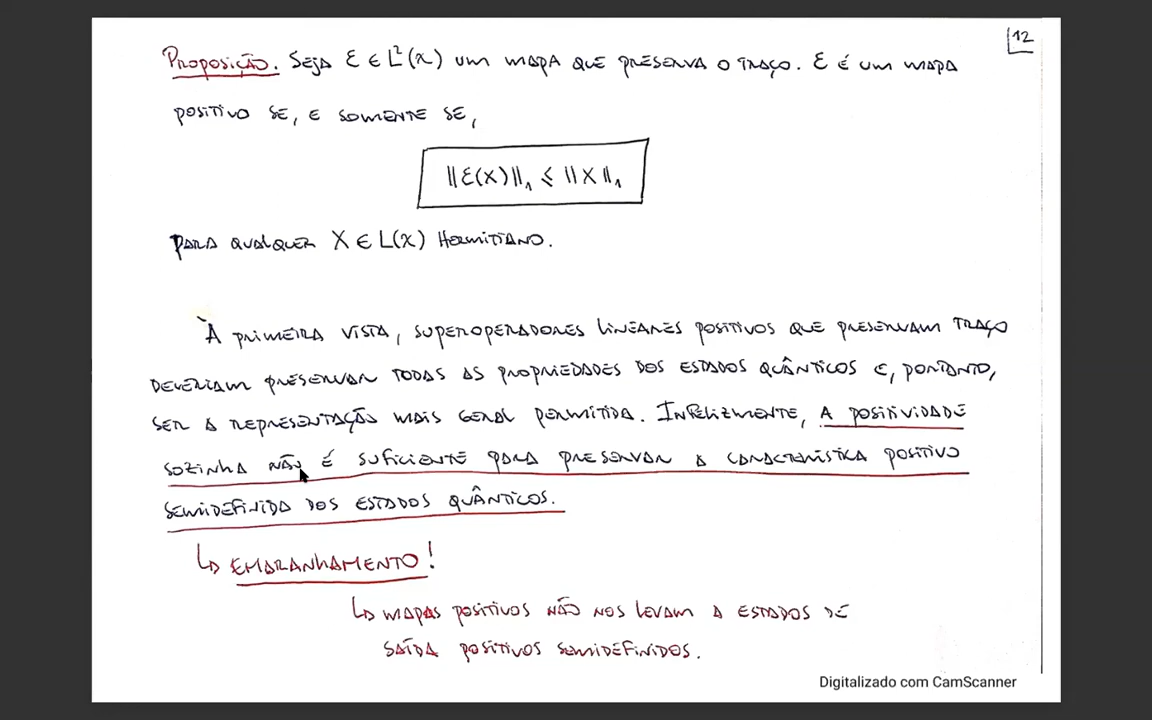 12
Proposição. Seja ε ∈ L²(X) um mapa que preserva o traço. ε é um mapa
positivo se, e somente se,
||ε(X)||₁ ≤ ||X||₁
para qualquer X ∈ L(X) Hermitiano.
À primeira vista, superoperadores lineares positivos que preservam traço
deveriam preservar todas as propriedades dos estados quânticos e, portanto,
ser a representação mais geral permitida. Infelizmente, a positividade
sozinha não é suficiente para preservar a característica positivo
semidefinida dos estados quânticos.
↳ Emaranhamento!
↳ mapas positivos não nos levam a estados de
saída positivos semidefinidos.
Digitalizado com CamScanner